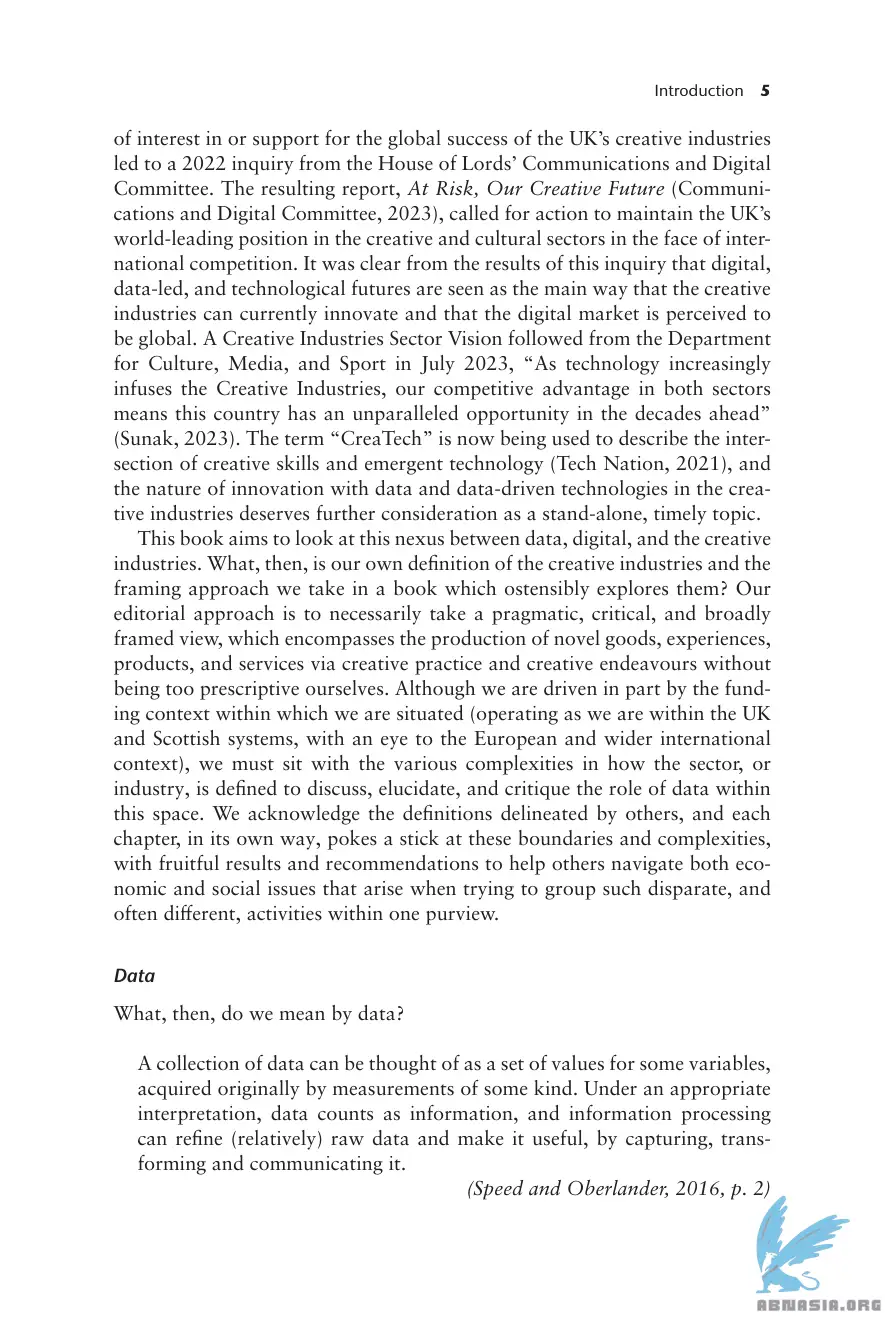 Introduction 5
of interest in or support for the global success of the UK’s creative industries
led to a 2022 inquiry from the House of Lords’ Communications and Digital
Committee. The resulting report, At Risk, Our Creative Future (Communi-
cations and Digital Committee, 2023), called for action to maintain the UK’s
world-leading position in the creative and cultural sectors in the face of inter-
national competition. It was clear from the results of this inquiry that digital,
data-led, and technological futures are seen as the main way that the creative
industries can currently innovate and that the digital market is perceived to
be global. A Creative Industries Sector Vision followed from the Department
for Culture, Media, and Sport in July 2023, “As technology increasingly
infuses the Creative Industries, our competitive advantage in both sectors
means this country has an unparalleled opportunity in the decades ahead”
(Sunak, 2023). The term “CreaTech” is now being used to describe the inter-
section of creative skills and emergent technology (Tech Nation, 2021), and
the nature of innovation with data and data-driven technologies in the crea-
tive industries deserves further consideration as a stand-alone, timely topic.
This book aims to look at this nexus between data, digital, and the creative
industries. What, then, is our own definition of the creative industries and the
framing approach we take in a book which ostensibly explores them? Our
editorial approach is to necessarily take a pragmatic, critical, and broadly
framed view, which encompasses the production of novel goods, experiences,
products, and services via creative practice and creative endeavours without
being too prescriptive ourselves. Although we are driven in part by the fund-
ing context within which we are situated (operating as we are within the UK
and Scottish systems, with an eye to the European and wider international
context), we must sit with the various complexities in how the sector, or
industry, is defined to discuss, elucidate, and critique the role of data within
this space. We acknowledge the definitions delineated by others, and each
chapter, in its own way, pokes a stick at these boundaries and complexities,
with fruitful results and recommendations to help others navigate both eco-
nomic and social issues that arise when trying to group such disparate, and
often different, activities within one purview.
Data
What, then, do we mean by data?
A collection of data can be thought of as a set of values for some variables,
acquired originally by measurements of some kind. Under an appropriate
interpretation, data counts as information, and information processing
can refine (relatively) raw data and make it useful, by capturing, trans-
forming and communicating it.
(Speed and Oberlander, 2016, p. 2)
ABNASIA.ORG